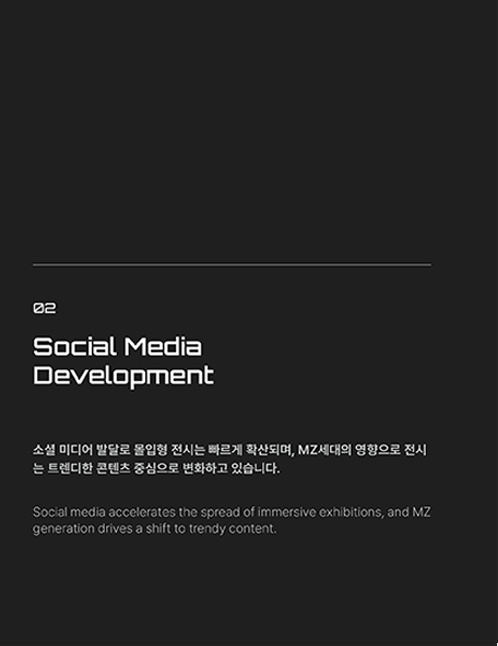 02
Social Media
Development
소셜 미디어 발달로 몰입형 전시는 빠르게 확산되며, MZ세대의 영향으로 전시
는 트렌디한 콘텐츠 중심으로 변화하고 있습니다.
Social media accelerates the spread of immersive exhibitions, and MZ
generation drives a shift to trendy content.